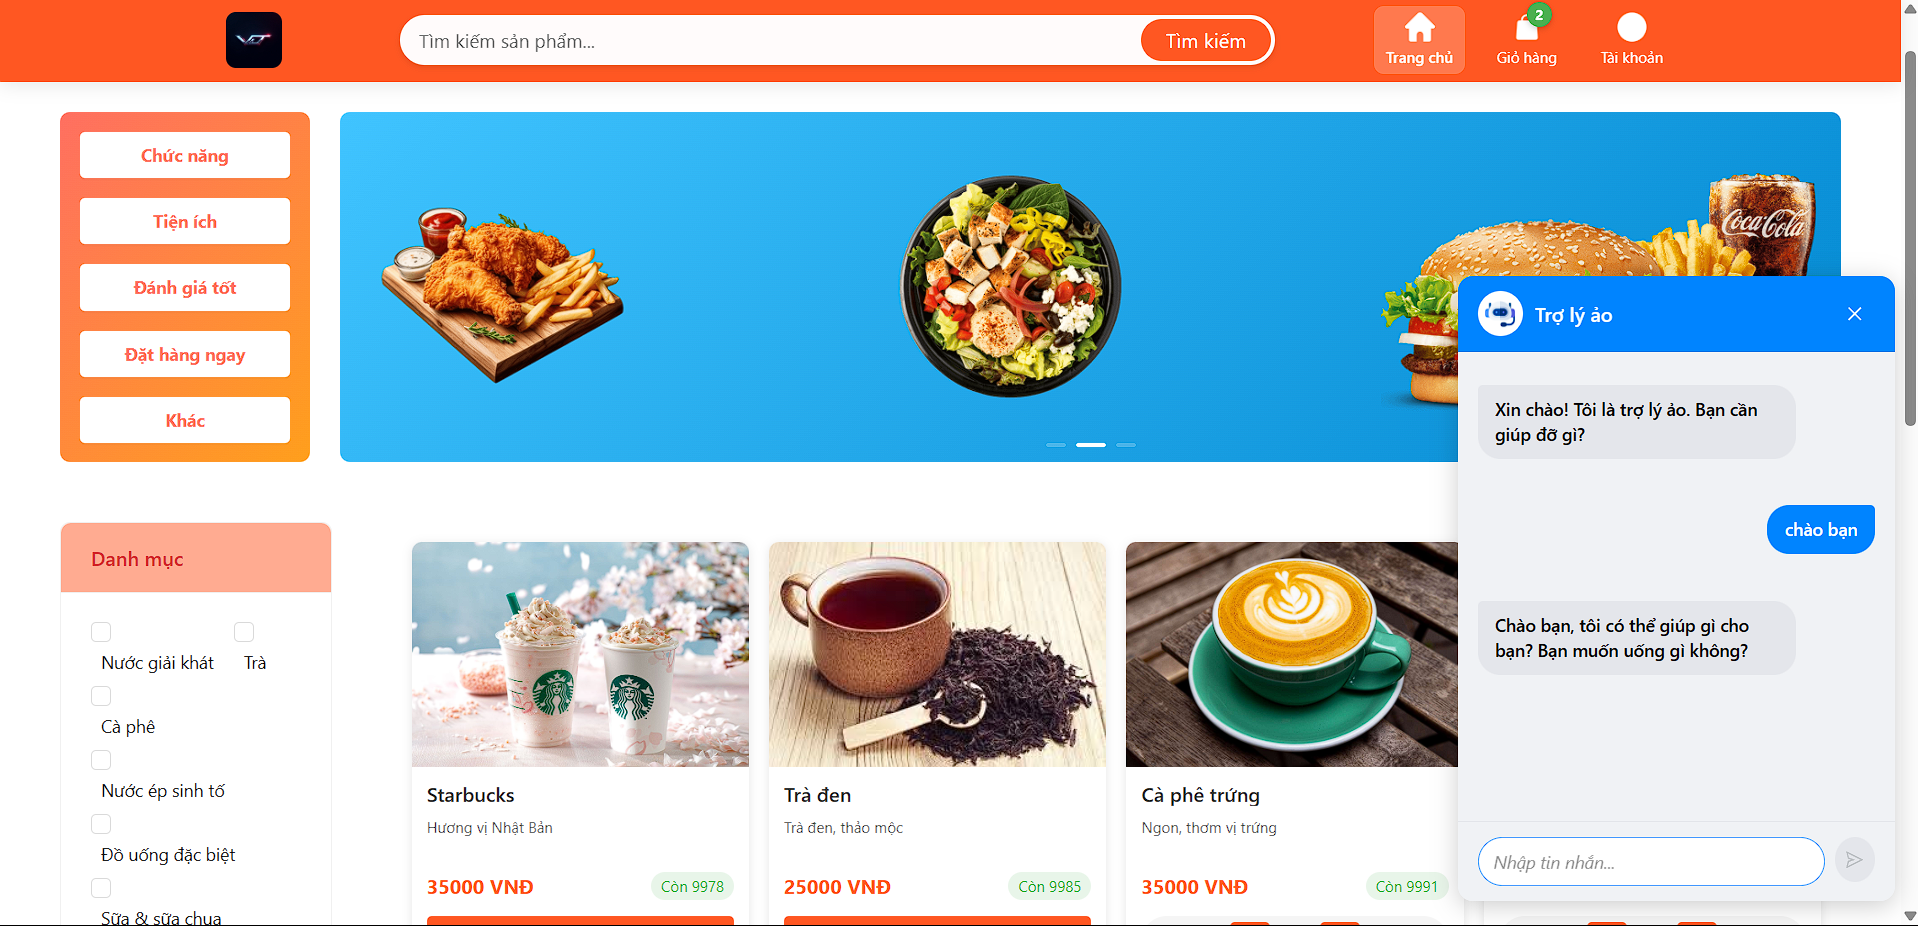 VJT
Tìm kiếm sản phẩm...
Tìm kiếm
Trang chủ
2
Giỏ hàng
Tài khoản
Chức năng
Tiện ích
Đánh giá tốt
Đặt hàng ngay
Khác
Coca-Cola
Trợ lý ảo
Xin chào! Tôi là trợ lý ảo. Bạn cần
giúp đỡ gì?
chào bạn
Chào bạn, tôi có thể giúp gì cho
bạn? Bạn muốn uống gì không?
Nhập tin nhắn...
Danh mục
Nước giải khát
Trà
Cà phê
Nước ép sinh tố
Đồ uống đặc biệt
Sữa & sữa chua
Starbucks
Hương vị Nhật Bản
35000 VNĐ
Còn 9978
Trà đen
Trà đen, thảo mộc
25000 VNĐ
Còn 9985
Cà phê trứng
Ngon, thơm vị trứng
35000 VNĐ
Còn 9991